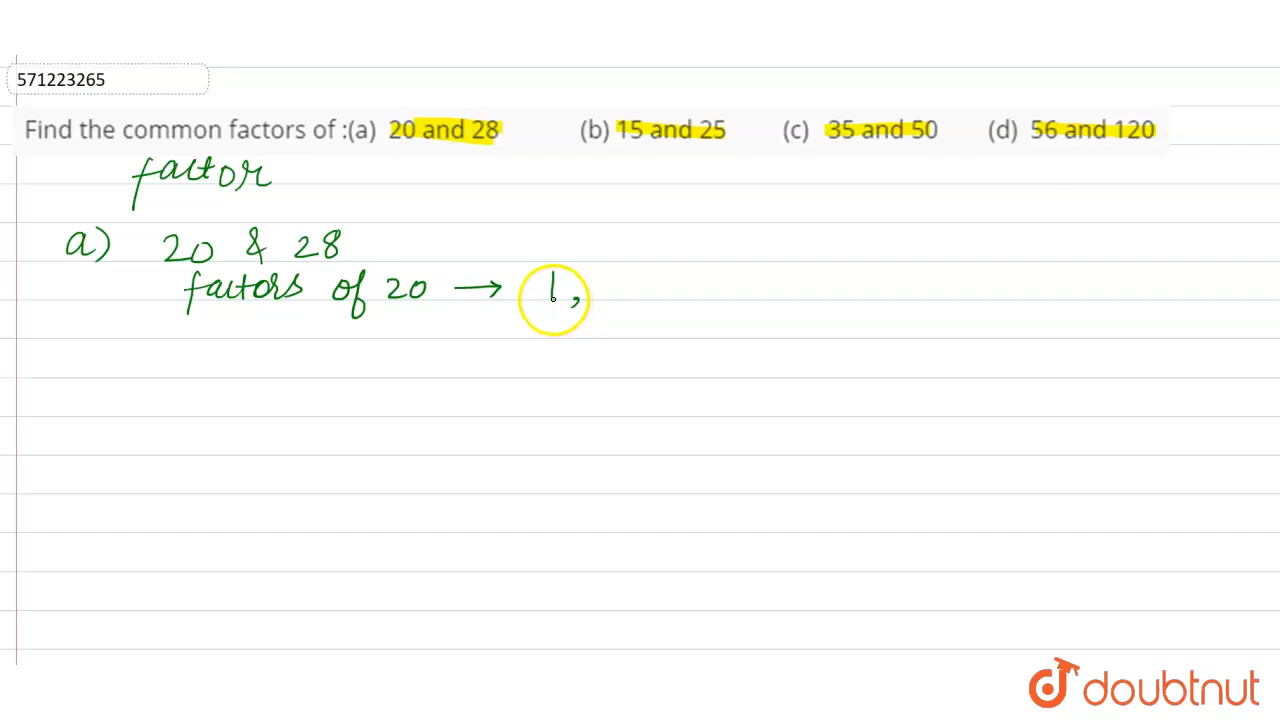 571223265
Find the common factors of :(a) 20 and 28 (b) 15 and 25 (c) 35 and 50 (d) 56 and 120
factor
a) 20 & 28
factors of 20 → 1,
doubtnut